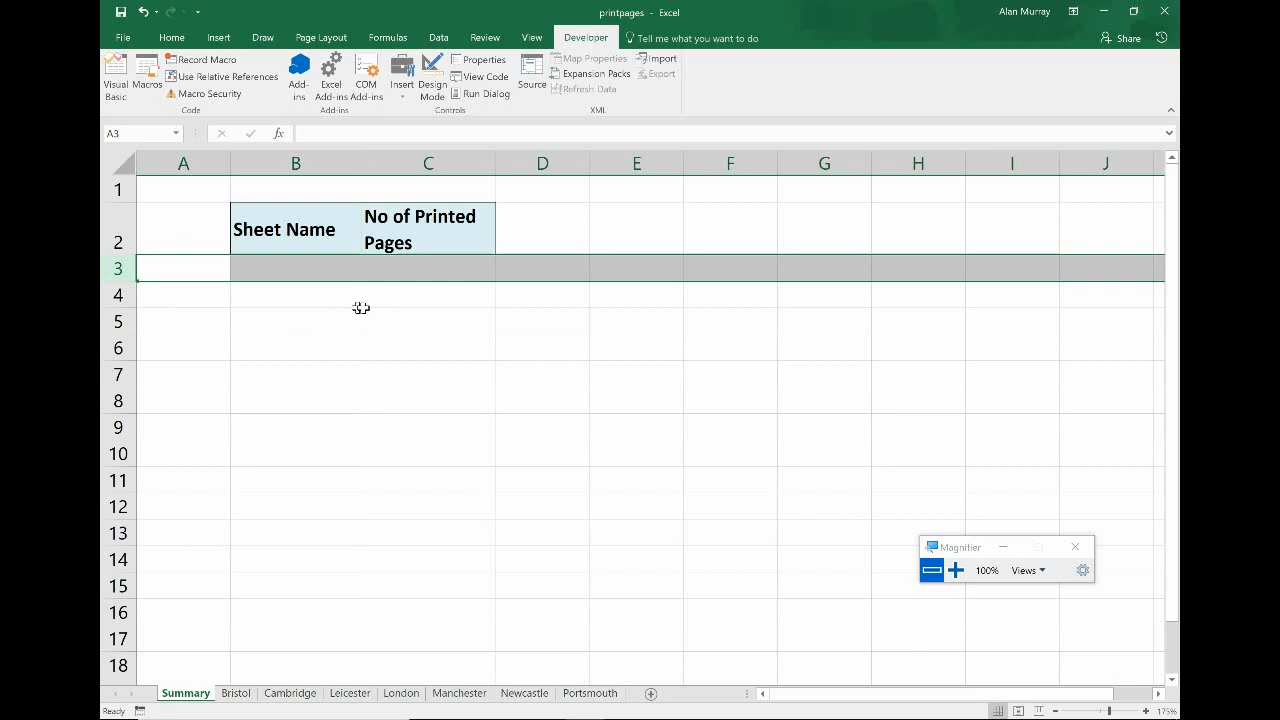 printpages - Excel
Alan Murray
File Home Insert Draw Page Layout Formulas Data Review View Developer Tell me what you want to do Share
Visual Basic
Macros
Record Macro
Use Relative References
Macro Security
Code
Add-ins
Excel Add-ins
COM Add-ins
Add-ins
Insert
Design Mode
Properties
View Code
Run Dialog
Controls
Source
Map Properties
Expansion Packs
Refresh Data
Import
Export
XML
A3
fx
A B C D E F G H I J
1
2 Sheet Name No of Printed Pages
3
4
5
6
7
8
9
10
11
12
13
14
15
16
17
18
Magnifier
100% Views
Summary Bristol Cambridge Leicester London Manchester Newcastle Portsmouth
Ready
175%